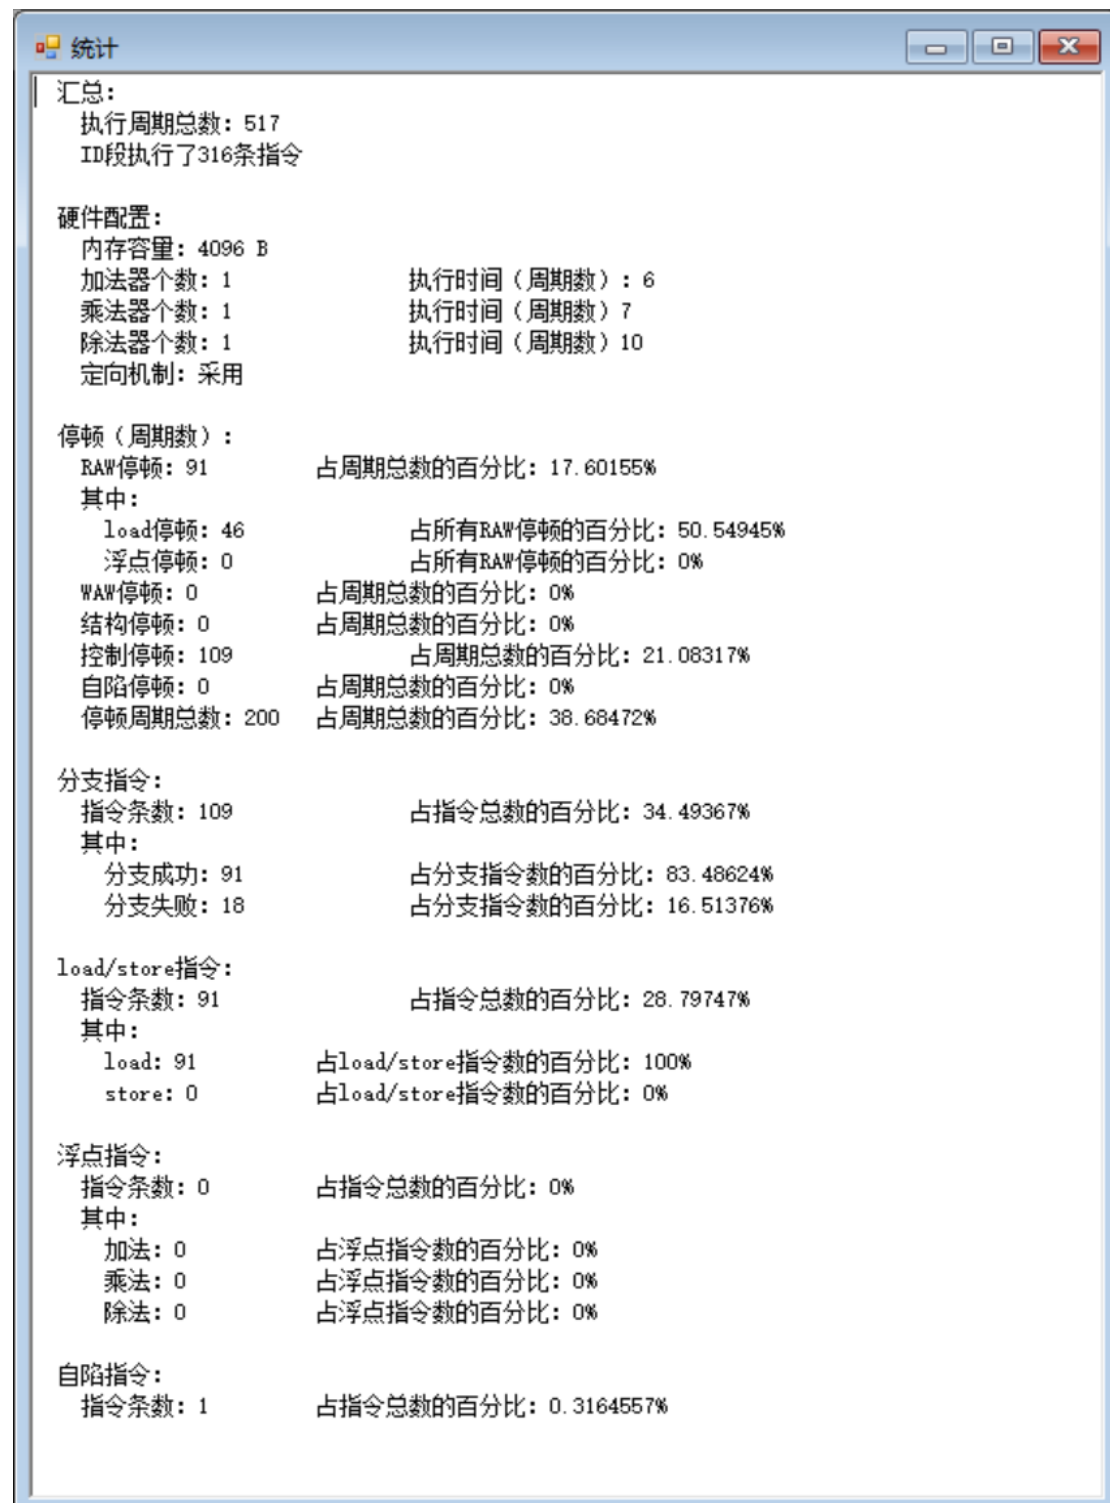 统计
汇总：
执行周期总数：517
ID段执行了316条指令
硬件配置：
内存容量：4096 B
加法器个数：1 执行时间（周期数）：6
乘法器个数：1 执行时间（周期数）7
除法器个数：1 执行时间（周期数）10
定向机制：采用
停顿（周期数）：
RAW停顿：91 占周期总数的百分比：17.60155%
其中：
load停顿：46 占所有RAW停顿的百分比：50.54945%
浮点停顿：0 占所有RAW停顿的百分比：0%
WAW停顿：0 占周期总数的百分比：0%
结构停顿：0 占周期总数的百分比：0%
控制停顿：109 占周期总数的百分比：21.08317%
自陷停顿：0 占周期总数的百分比：0%
停顿周期总数：200 占周期总数的百分比：38.68472%
分支指令：
指令条数：109 占指令总数的百分比：34.49367%
其中：
分支成功：91 占分支指令数的百分比：83.48624%
分支失败：18 占分支指令数的百分比：16.51376%
load/store指令：
指令条数：91 占指令总数的百分比：28.79747%
其中：
load：91 占load/store指令数的百分比：100%
store：0 占load/store指令数的百分比：0%
浮点指令：
指令条数：0 占指令总数的百分比：0%
其中：
加法：0 占浮点指令数的百分比：0%
乘法：0 占浮点指令数的百分比：0%
除法：0 占浮点指令数的百分比：0%
自陷指令：
指令条数：1 占指令总数的百分比：0.3164557%